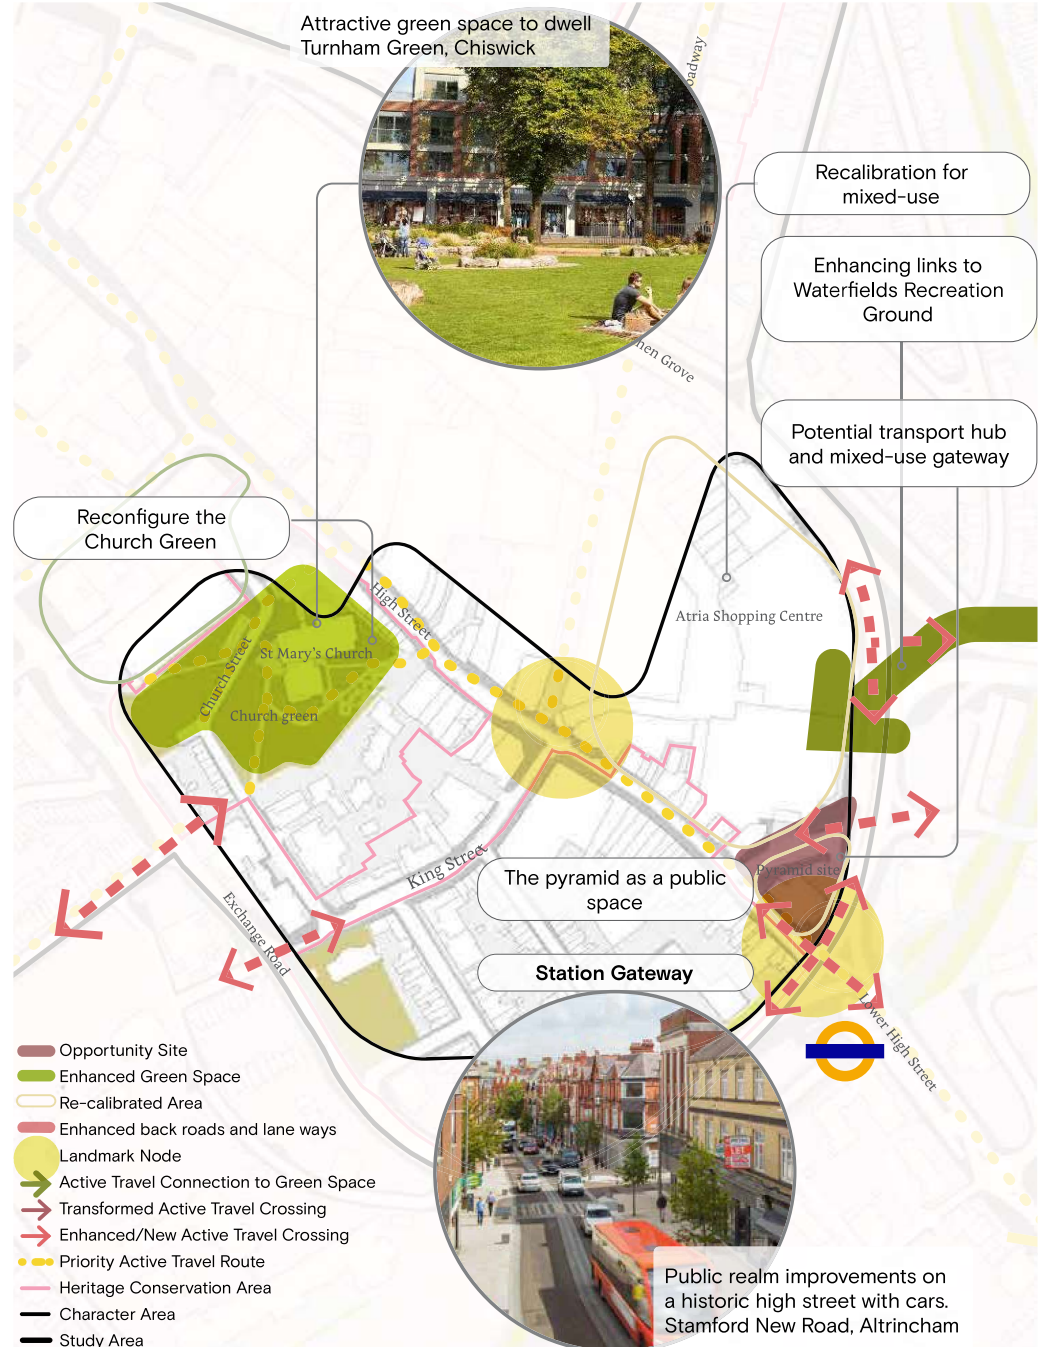 Attractive green space to dwell
Turnham Green, Chiswick
oadway
Recalibration for
mixed-use
Enhancing links to
Waterfields Recreation
Ground
hen Grove
Potential transport hub
and mixed-use gateway
Reconfigure the
Church Green
High Street
Atria Shopping Centre
St Mary's Church
Church Street
Church green
King Street
Pyramid site
The pyramid as a public
space
Exchange Road
Station Gateway
Lower High Street
Opportunity Site
Enhanced Green Space
Re-calibrated Area
Enhanced back roads and lane ways
Landmark Node
Active Travel Connection to Green Space
Transformed Active Travel Crossing
Enhanced/New Active Travel Crossing
Priority Active Travel Route
Heritage Conservation Area
Character Area
Study Area
LET
Public realm improvements on
a historic high street with cars.
Stamford New Road, Altrincham